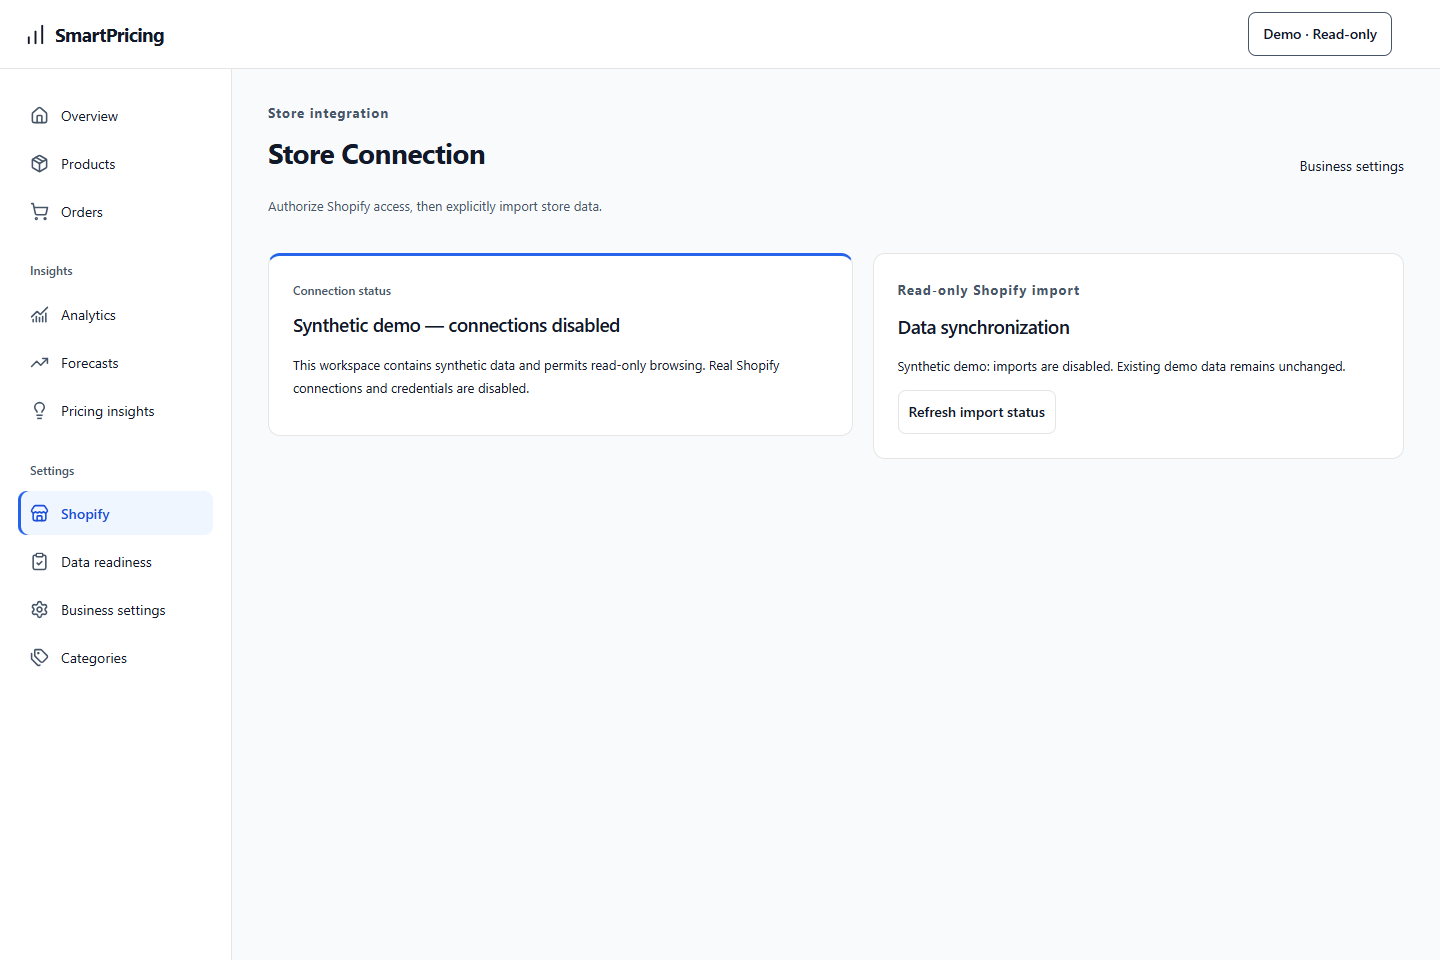 SmartPricing
Demo · Read-only
Overview
Products
Orders
Insights
Analytics
Forecasts
Pricing insights
Settings
Shopify
Data readiness
Business settings
Categories
Store integration
Store Connection
Business settings
Authorize Shopify access, then explicitly import store data.
Connection status
Synthetic demo — connections disabled
This workspace contains synthetic data and permits read-only browsing. Real Shopify
connections and credentials are disabled.
Read-only Shopify import
Data synchronization
Synthetic demo: imports are disabled. Existing demo data remains unchanged.
Refresh import status